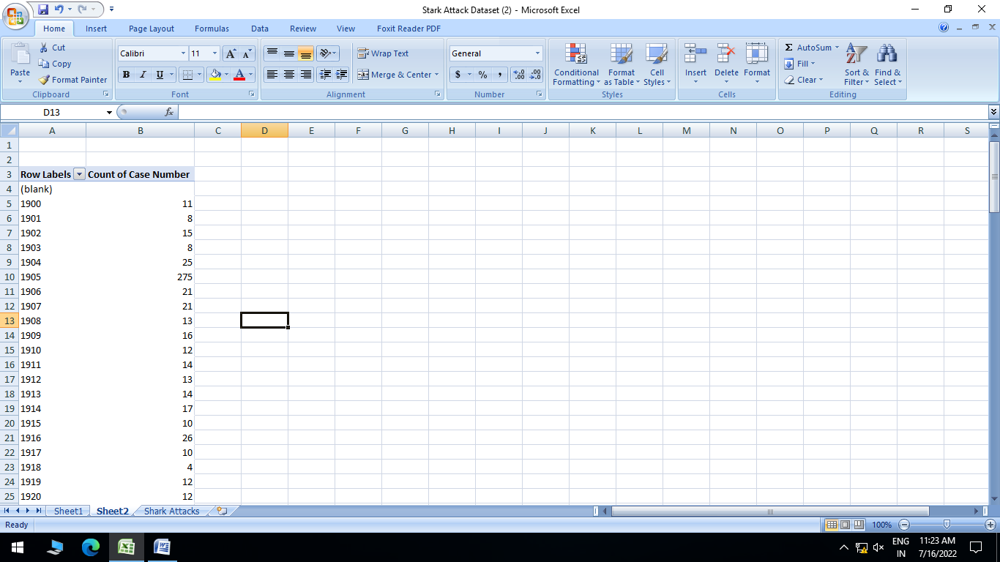 Stark Attack Dataset (2) - Microsoft Excel
Home Insert Page Layout Formulas Data Review View Foxit Reader PDF
Paste
Cut
Copy
Format Painter
Clipboard
Calibri 11
B I U
Font
Wrap Text
Merge & Center
Alignment
General
$ % ,
Number
Conditional Formatting
Format as Table
Cell Styles
Styles
Insert Delete Format
Cells
Σ AutoSum
Fill
Clear
Sort & Filter
Find & Select
Editing
D13 fx
A B C D E F G H I J K L M N O P Q R S
1
2
3 Row Labels Count of Case Number
4 (blank)
5 1900 11
6 1901 8
7 1902 15
8 1903 8
9 1904 25
10 1905 275
11 1906 21
12 1907 21
13 1908 13
14 1909 16
15 1910 12
16 1911 14
17 1912 13
18 1913 14
19 1914 17
20 1915 10
21 1916 26
22 1917 10
23 1918 4
24 1919 12
25 1920 12
Sheet1 Sheet2 Shark Attacks
Ready 100%
ENG 11:23 AM
IN 7/16/2022